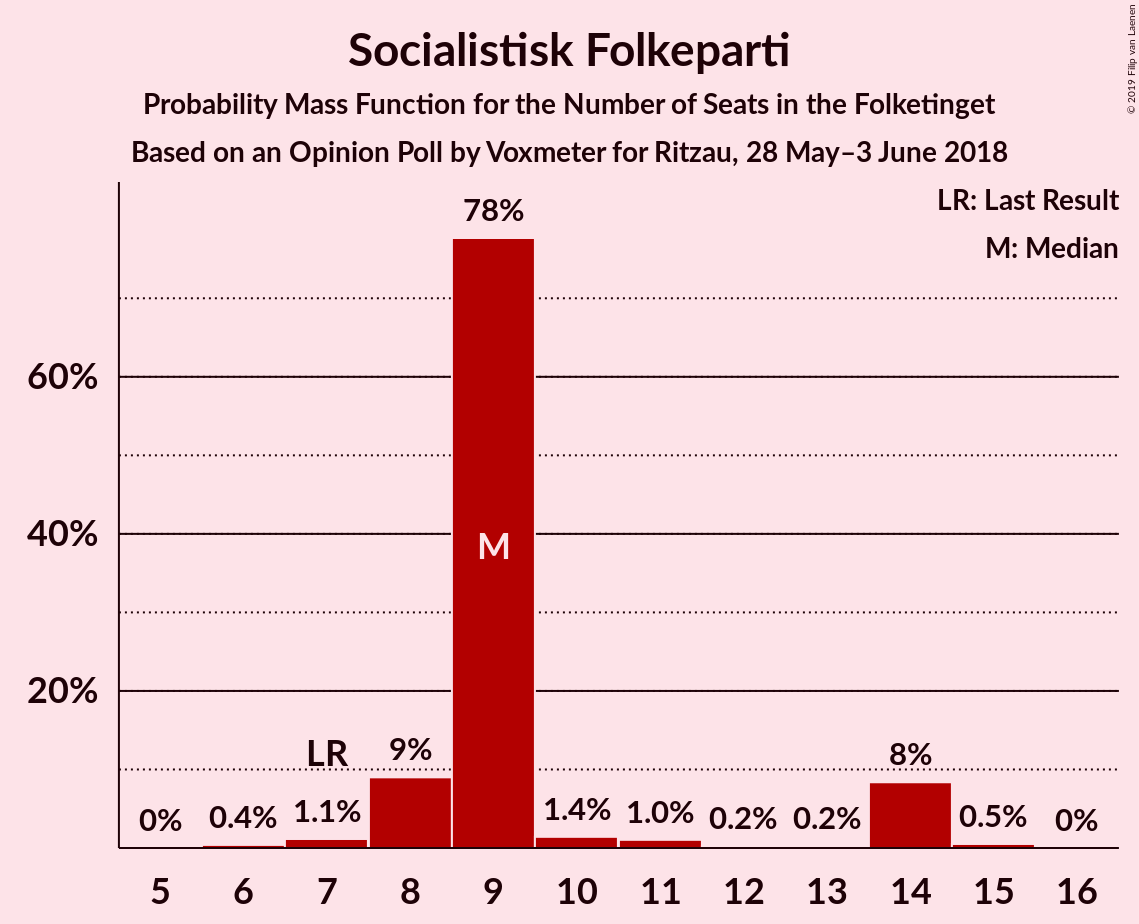 Socialistisk Folkeparti
Probability Mass Function for the Number of Seats in the Folketinget
Based on an Opinion Poll by Voxmeter for Ritzau, 28 May–3 June 2018
© 2019 Filip van Laenen
LR: Last Result
M: Median
78%
60%
40%
M
20%
LR
9%
8%
0%
0.4%
1.1%
1.4%
1.0%
0.2%
0.2%
0.5%
0%
5 6 7 8 9 10 11 12 13 14 15 16